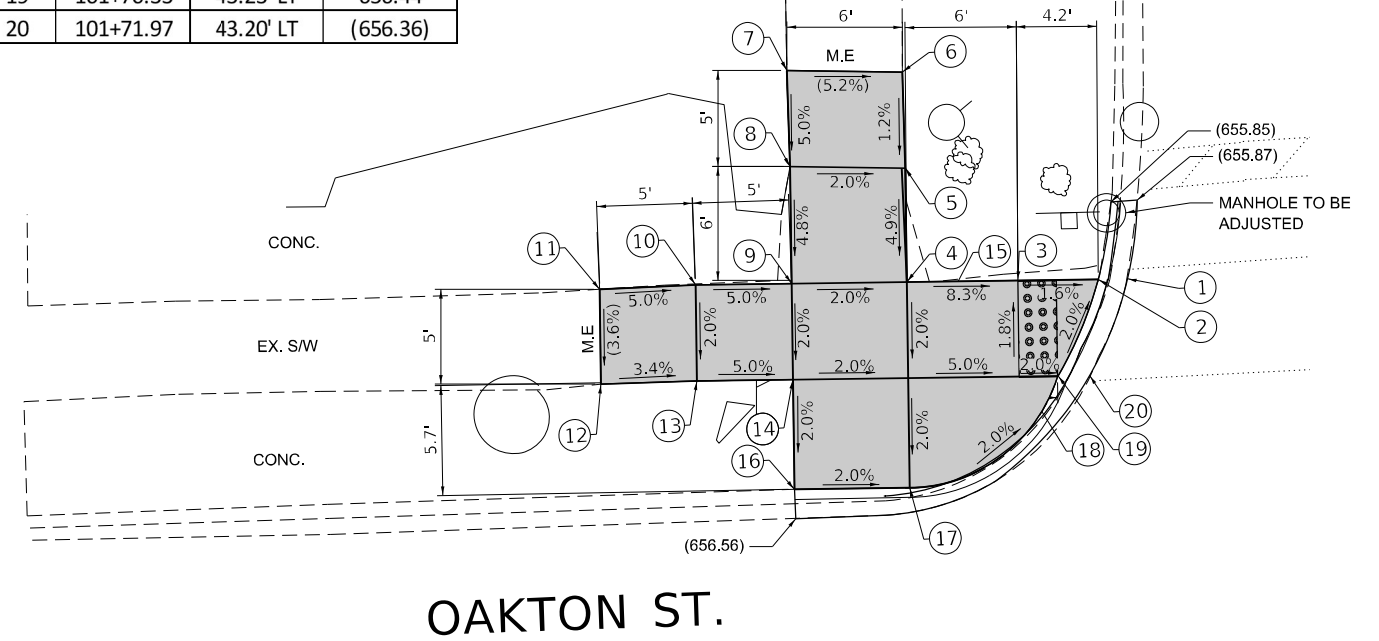 20 101+71.97 43.20' LT (656.36)
6' 6' 4.2'
7 M.E 6
(5.2%)
5' 5.0% 1.2%
(655.85)
8 (655.87)
2.0% 5
5' 5' 6' 4.8% 4.9% MANHOLE TO BE
ADJUSTED
CONC. 11 10 9 4 15 3
5.0% 5.0% 2.0% 8.3% 1.6% 1
5' EX. S/W M.E (3.6%) 2.0% 2.0% 2.0% 1.8% 2.0% 2
3.4% 5.0% 2.0% 5.0% 2.0%
20
5.7' CONC. 12 13 14 2.0% 2.0% 2.0% 18 19
16 2.0%
17
(656.56)
OAKTON ST.